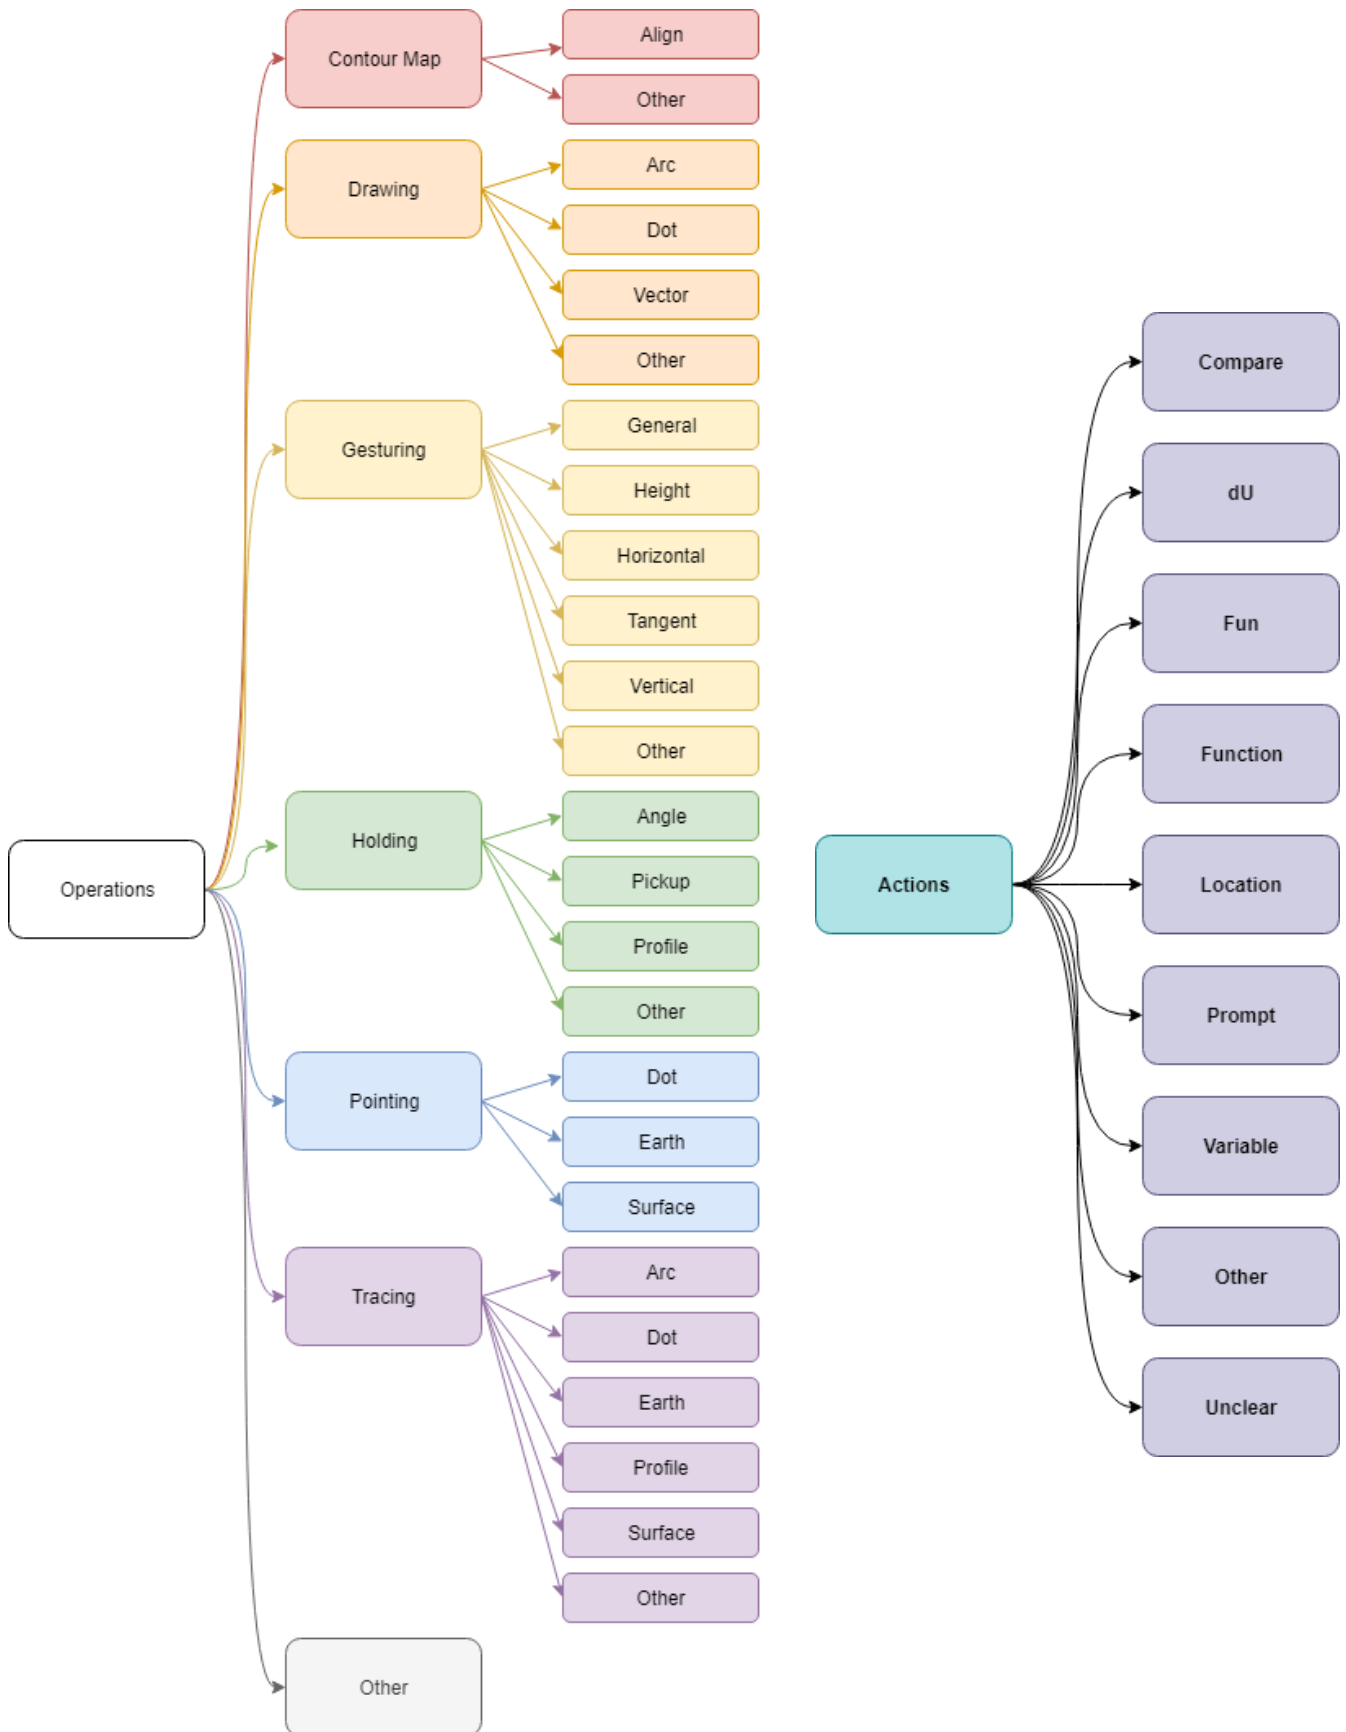 Operations
Contour Map
Align
Other
Drawing
Arc
Dot
Vector
Other
Gesturing
General
Height
Horizontal
Tangent
Vertical
Other
Holding
Angle
Pickup
Profile
Other
Pointing
Dot
Earth
Surface
Tracing
Arc
Dot
Earth
Profile
Surface
Other
Other
Actions
Compare
dU
Fun
Function
Location
Prompt
Variable
Other
Unclear